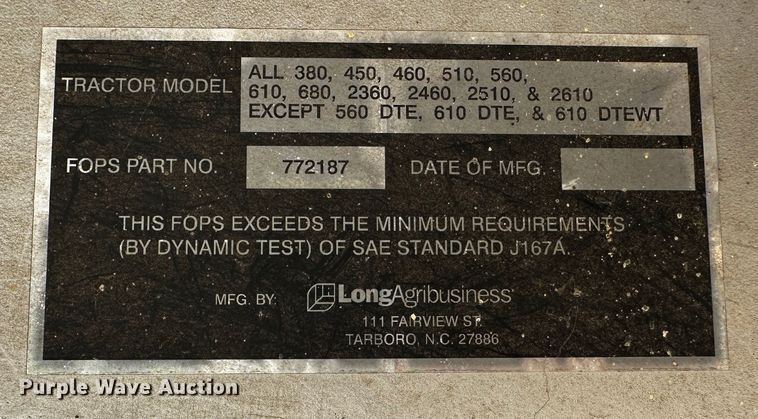 TRACTOR MODEL ALL 380, 450, 460, 510, 560,
610, 680, 2360, 2460, 2510, & 2610
EXCEPT 560 DTE, 610 DTE, & 610 DTEWT
FOPS PART NO. 772187 DATE OF MFG.
THIS FOPS EXCEEDS THE MINIMUM REQUIREMENTS
(BY DYNAMIC TEST) OF SAE STANDARD J167A.
MFG. BY: LongAgribusiness
111 FAIRVIEW ST.
TARBORO, N.C. 27886
Purple Wave Auction